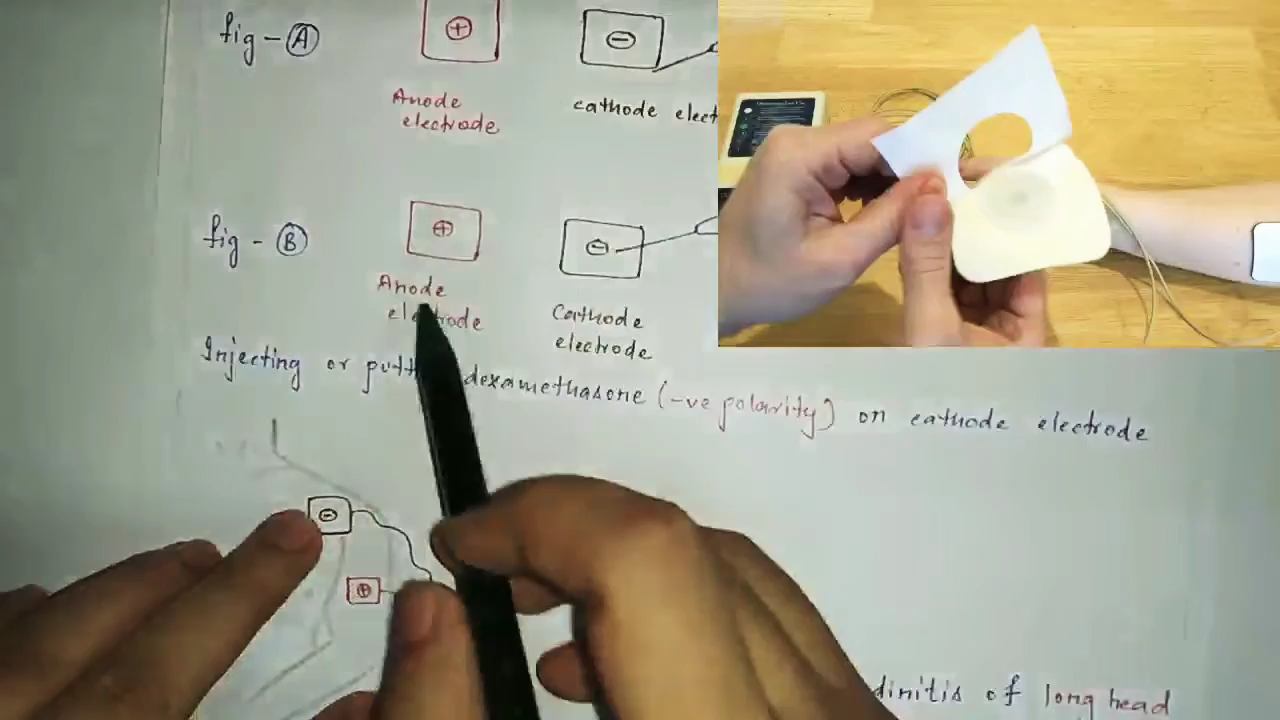 fig - A
+
-
Anode
electrode
cathode elect
fig - B
+
-
Anode
electrode
Cathode
electrode
Injecting or putt dexamethasone (-ve polarity) on cathode electrode
-
+
dinitis of long head